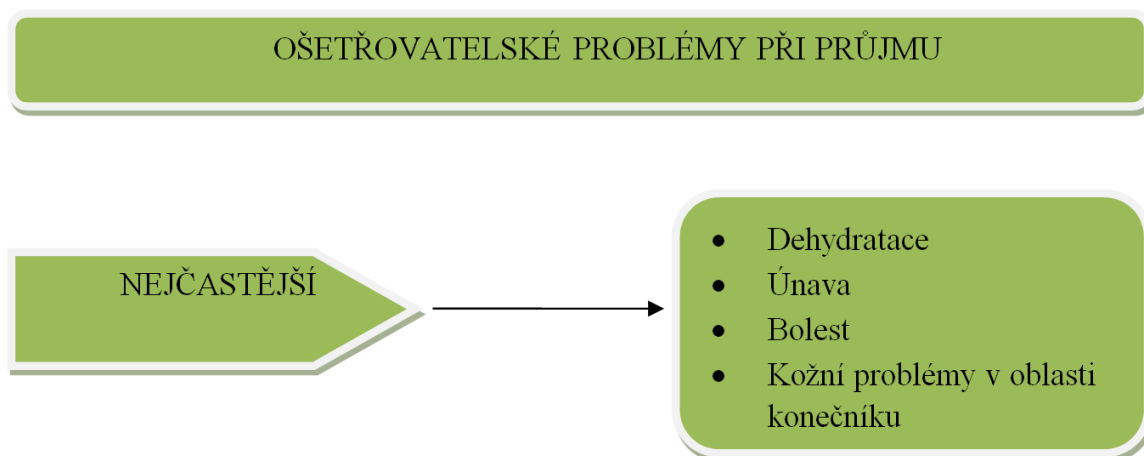 OŠETŘOVATELSKÉ PROBLÉMY PŘI PRŮJMU
NEJČASTĚJŠÍ
• Dehydratace
• Únava
• Bolest
• Kožní problémy v oblasti
konečníku